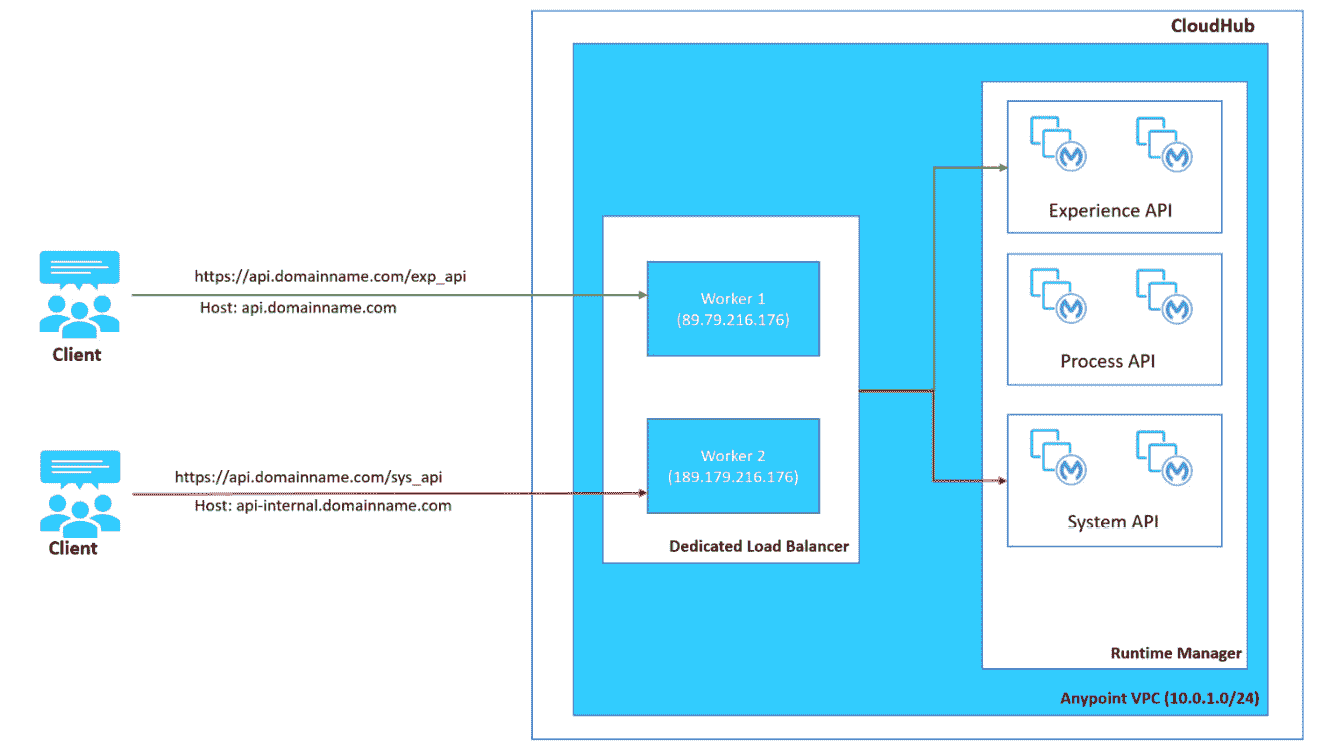 CloudHub
Experience API
https://api.domainname.com/exp_api
Host: api.domainname.com
Client
Worker 1
(89.79.216.176)
Process API
https://api.domainname.com/sys_api
Host: api-internal.domainname.com
Client
Worker 2
(189.179.216.176)
Dedicated Load Balancer
System API
Runtime Manager
Anypoint VPC (10.0.1.0/24)